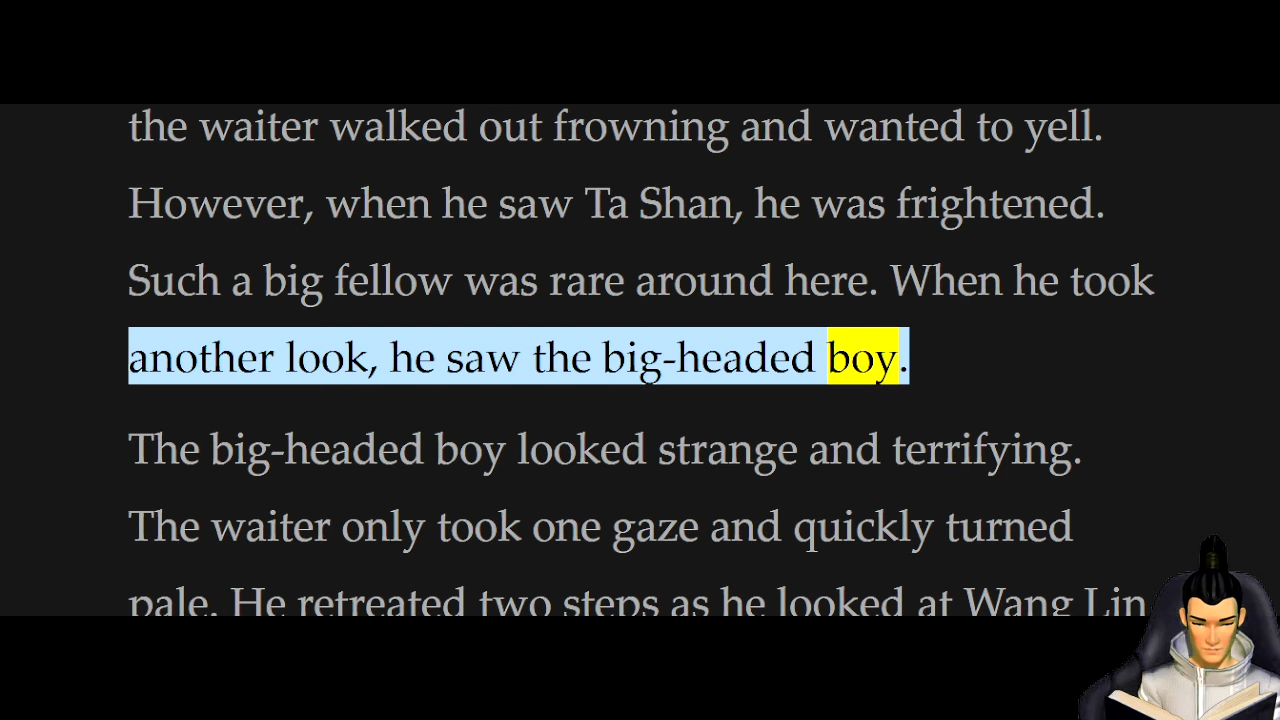 the waiter walked out frowning and wanted to yell.
However, when he saw Ta Shan, he was frightened.
Such a big fellow was rare around here. When he took
another look, he saw the big-headed boy.
The big-headed boy looked strange and terrifying.
The waiter only took one gaze and quickly turned
pale. He retreated two steps as he looked at Wang Lin